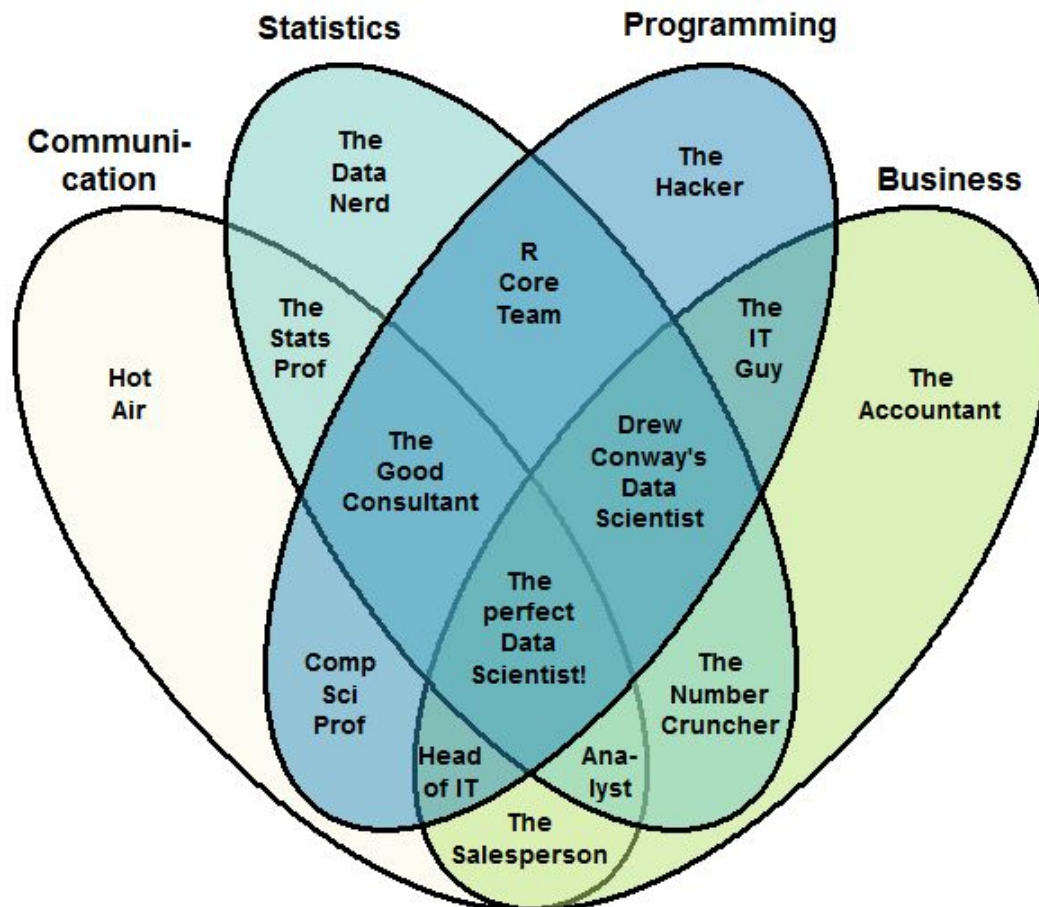 Statistics
Programming
Communi-
cation
Business
The
Data
Nerd
The
Hacker
R
Core
Team
The
Stats
Prof
The
IT
Guy
Hot
Air
The
Accountant
The
Good
Consultant
Drew
Conway's
Data
Scientist
The
perfect
Data
Scientist!
Comp
Sci
Prof
The
Number
Cruncher
Head
of IT
Ana-
lyst
The
Salesperson